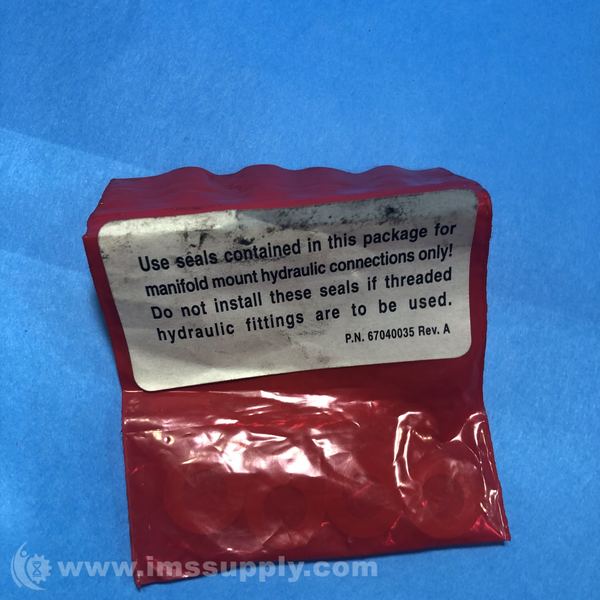 Use seals contained in this package for
manifold mount hydraulic connections only!
Do not install these seals if threaded
hydraulic fittings are to be used.
P.N. 67040035 Rev. A
www.imssupply.com